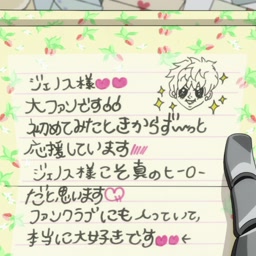 ジェノス様♥♥
大ファンです66
初めてみたときからずーっと
応援しています
ジェノス様こそ真のヒーロー
だと思います♡
ファンクラブにも入っていて、
本当に大好きです♥♥←